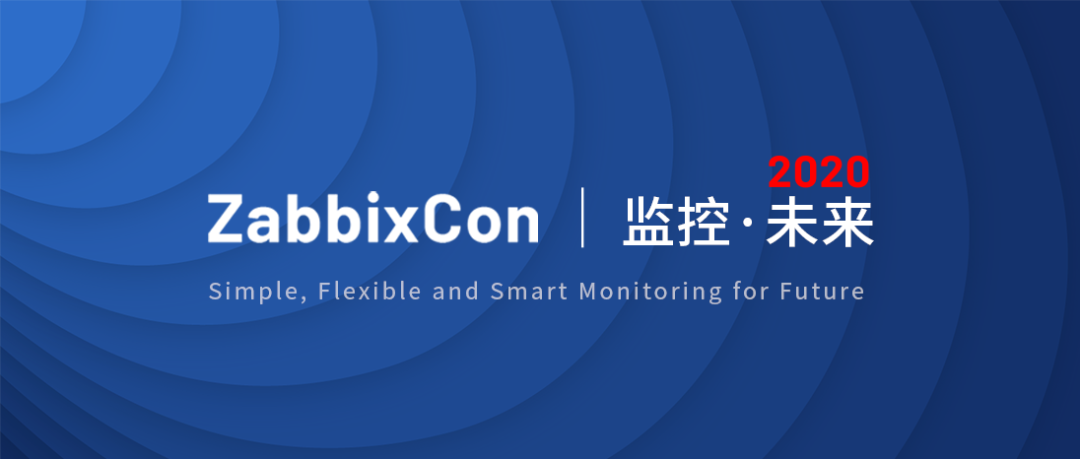 2020
ZabbixCon | 监控·未来
Simple, Flexible and Smart Monitoring for Future